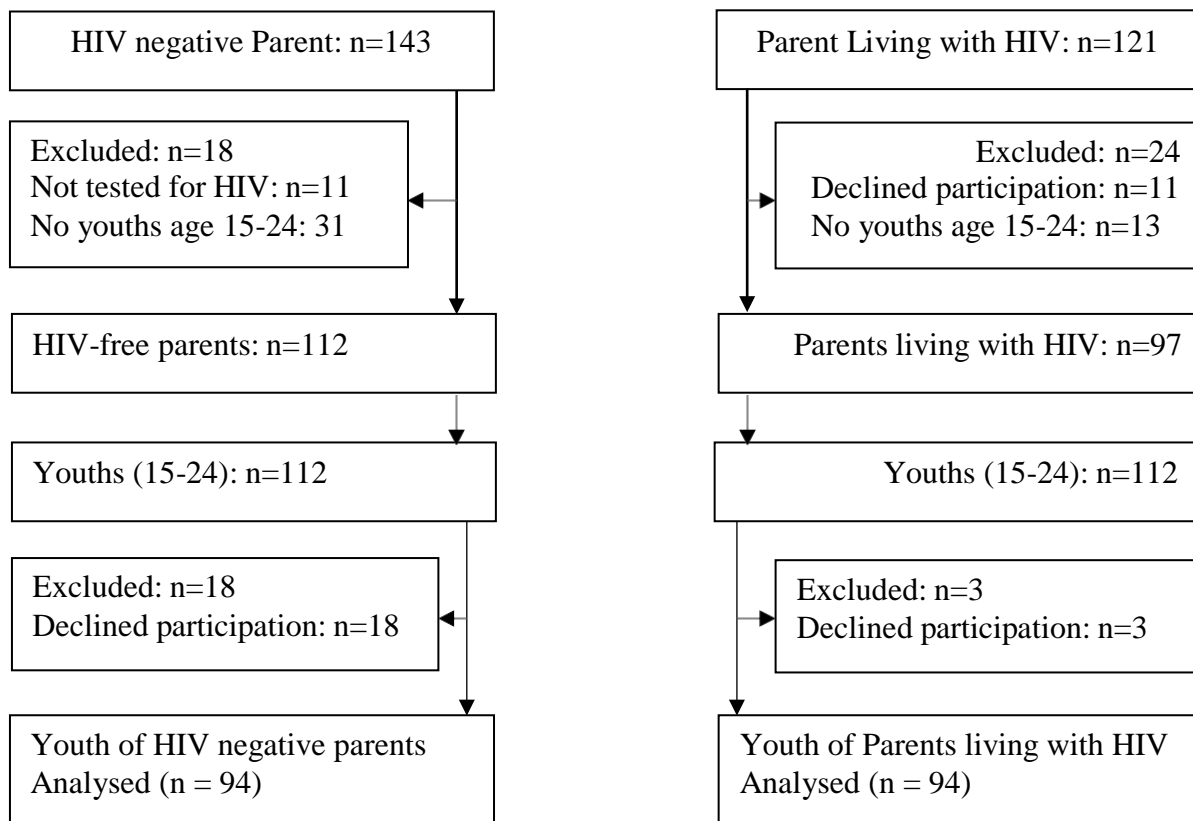 HIV negative Parent: n=143
Excluded: n=18
Not tested for HIV: n=11
No youths age 15-24: 31
HIV-free parents: n=112
Youths (15-24): n=112
Excluded: n=18
Declined participation: n=18
Youth of HIV negative parents
Analysed (n = 94)
Parent Living with HIV: n=121
Excluded: n=24
Declined participation: n=11
No youths age 15-24: n=13
Parents living with HIV: n=97
Youths (15-24): n=112
Excluded: n=3
Declined participation: n=3
Youth of Parents living with HIV
Analysed (n = 94)